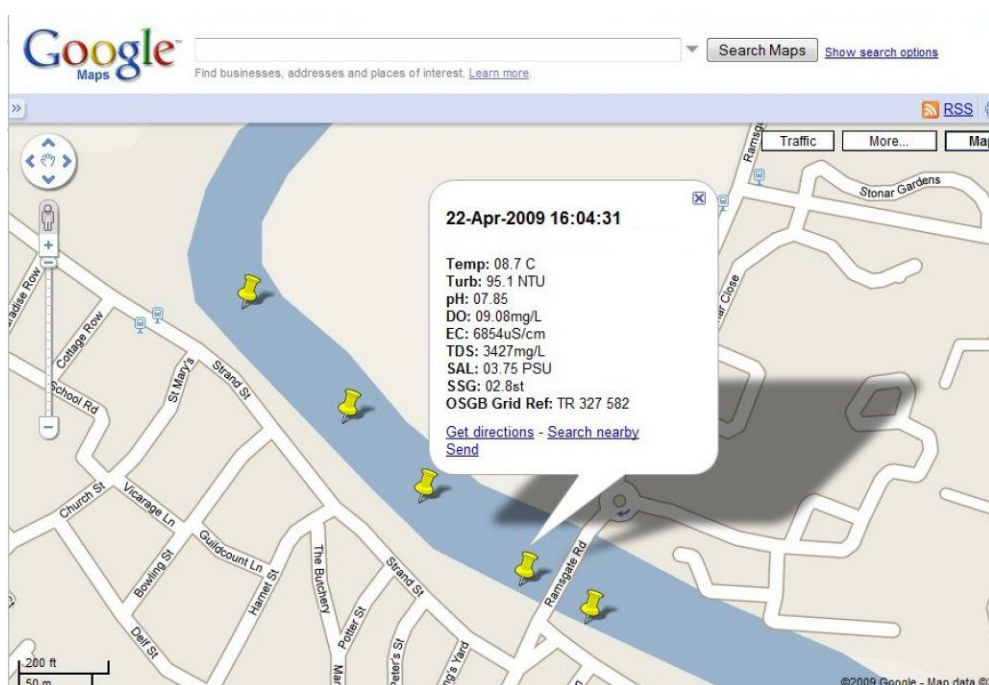 Google
Maps
Search Maps
Show search options
Find businesses, addresses and places of interest. Learn more.
»
RSS
Traffic
More...
Map
Stonar Gardens
22-Apr-2009 16:04:31
Temp: 08.7 C
Turb: 95.1 NTU
pH: 07.85
DO: 09.08mg/L
EC: 6854uS/cm
TDS: 3427mg/L
SAL: 03.75 PSU
SSG: 02.8st
OSGB Grid Ref: TR 327 582
Get directions - Search nearby
Send
Cottage Row
School Rd
St Mary's
Strand St
Church St
Vicarage Ln
Guildcount Ln
Bowling St
Harnet St
Delf St
The Butchery
Potter St
Strand St
Ramsgate Rd
Close
200 ft
50 m
©2009 Google - Map data ©